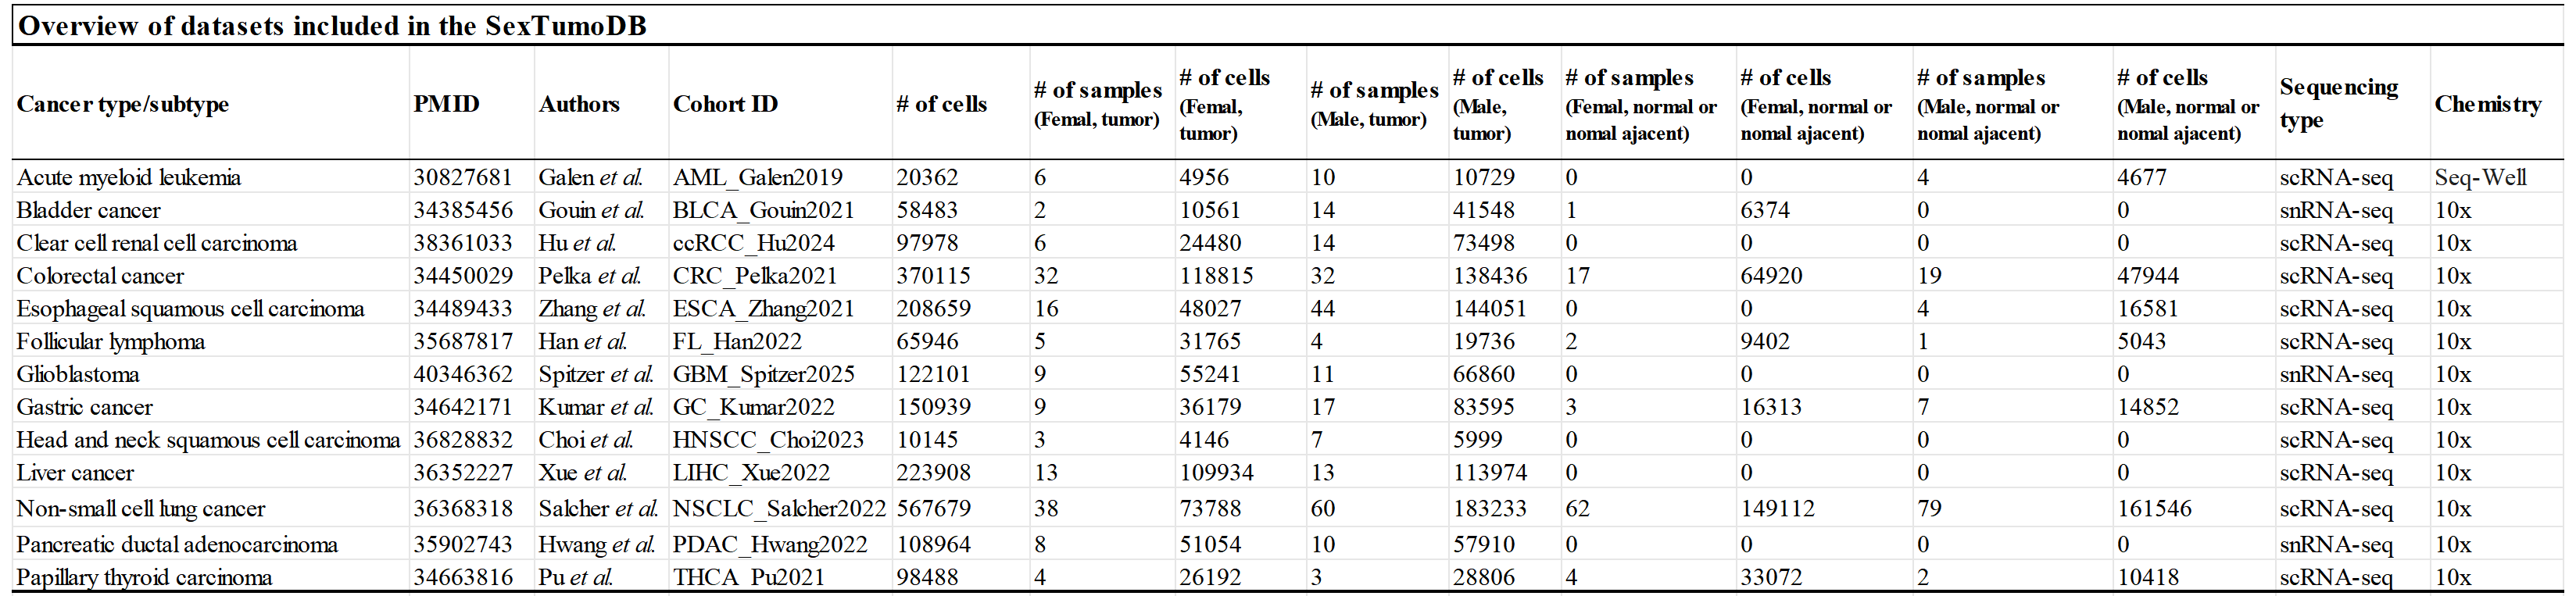 Overview of datasets included in the SexTumoDB
Cancer type/subtype PMID Authors Cohort ID # of cells # of samples (Femal, tumor) # of cells (Femal, tumor) # of samples (Male, tumor) # of cells (Male, tumor) # of samples (Femal, normal or nomal ajacent) # of cells (Femal, normal or nomal ajacent) # of samples (Male, normal or nomal ajacent) # of cells (Male, normal or nomal ajacent) Sequencing type Chemistry
Acute myeloid leukemia 30827681 Galen et al. AML_Galen2019 20362 6 4956 10 10729 0 0 4 4677 scRNA-seq Seq-Well
Bladder cancer 34385456 Gouin et al. BLCA_Gouin2021 58483 2 10561 14 41548 1 6374 0 0 snRNA-seq 10x
Clear cell renal cell carcinoma 38361033 Hu et al. ccRCC_Hu2024 97978 6 24480 14 73498 0 0 0 0 scRNA-seq 10x
Colorectal cancer 34450029 Pelka et al. CRC_Pelka2021 370115 32 118815 32 138436 17 64920 19 47944 scRNA-seq 10x
Esophageal squamous cell carcinoma 34489433 Zhang et al. ESCA_Zhang2021 208659 16 48027 44 144051 0 0 4 16581 scRNA-seq 10x
Follicular lymphoma 35687817 Han et al. FL_Han2022 65946 5 31765 4 19736 2 9402 1 5043 scRNA-seq 10x
Glioblastoma 40346362 Spitzer et al. GBM_Spitzer2025 122101 9 55241 11 66860 0 0 0 0 snRNA-seq 10x
Gastric cancer 34642171 Kumar et al. GC_Kumar2022 150939 9 36179 17 83595 3 16313 7 14852 scRNA-seq 10x
Head and neck squamous cell carcinoma 36828832 Choi et al. HNSCC_Choi2023 10145 3 4146 7 5999 0 0 0 0 scRNA-seq 10x
Liver cancer 36352227 Xue et al. LIHC_Xue2022 223908 13 109934 13 113974 0 0 0 0 scRNA-seq 10x
Non-small cell lung cancer 36368318 Salcher et al. NSCLC_Salcher2022 567679 38 73788 60 183233 62 149112 79 161546 scRNA-seq 10x
Pancreatic ductal adenocarcinoma 35902743 Hwang et al. PDAC_Hwang2022 108964 8 51054 10 57910 0 0 0 0 snRNA-seq 10x
Papillary thyroid carcinoma 34663816 Pu et al. THCA_Pu2021 98488 4 26192 3 28806 4 33072 2 10418 scRNA-seq 10x